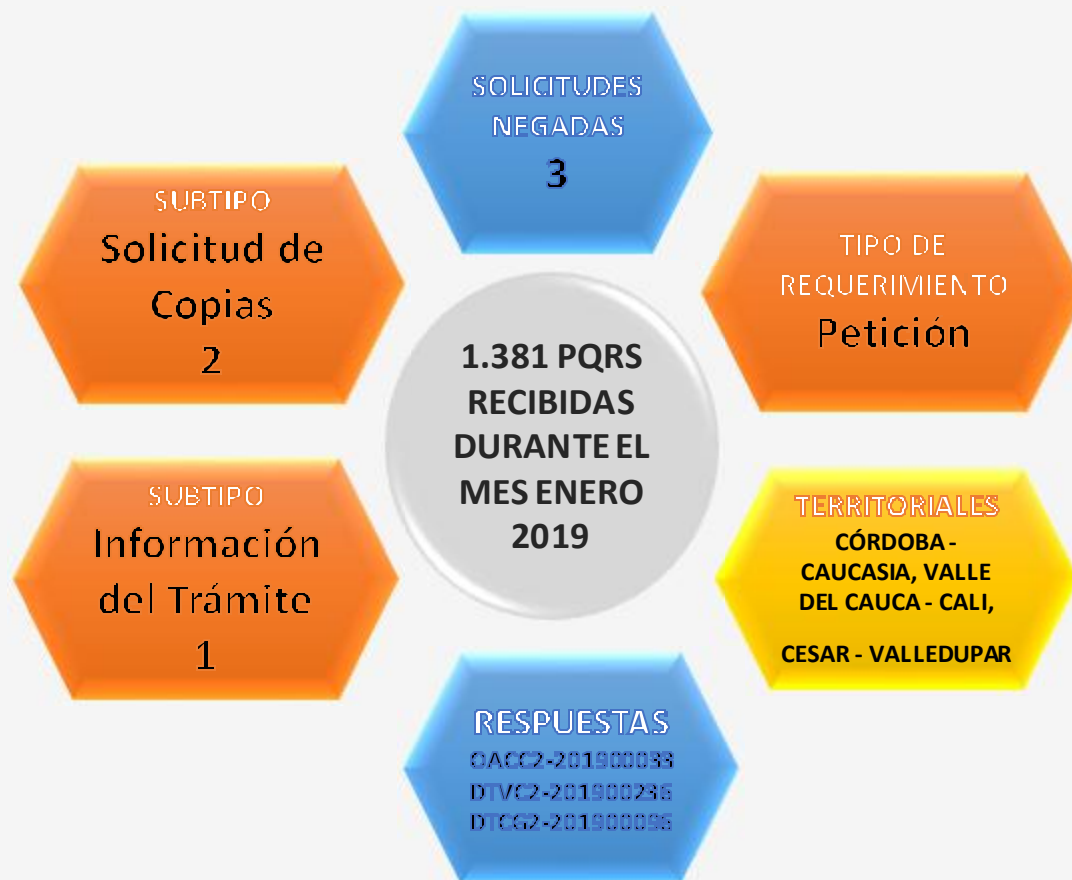 SOLICITUDES
NEGADAS
3
SUBTIPO
Solicitud de
Copias
2
TIPO DE
REQUERIMIENTO
Petición
1.381 PQRS
RECIBIDAS
DURANTE EL
MES ENERO
2019
SUBTIPO
Información
del Trámite
1
TERRITORIALES
CÓRDOBA -
CAUCASIA, VALLE
DEL CAUCA - CALI,
CESAR - VALLEDUPAR
RESPUESTAS
OACC2-201900033
DTVC2-201900236
DTCG2-201900096